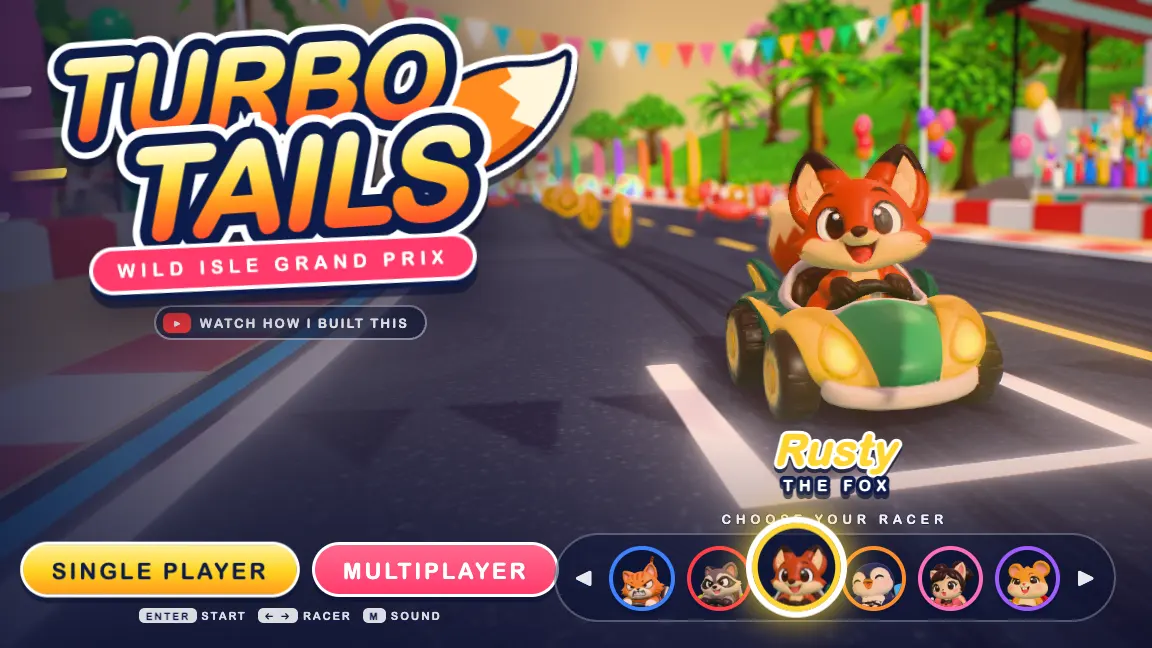 TURBO
TAILS
WILD ISLE GRAND PRIX
WATCH HOW I BUILT THIS
Rusty
THE FOX
CHOOSE YOUR RACER
SINGLE PLAYER
MULTIPLAYER
ENTER START ← → RACER M SOUND